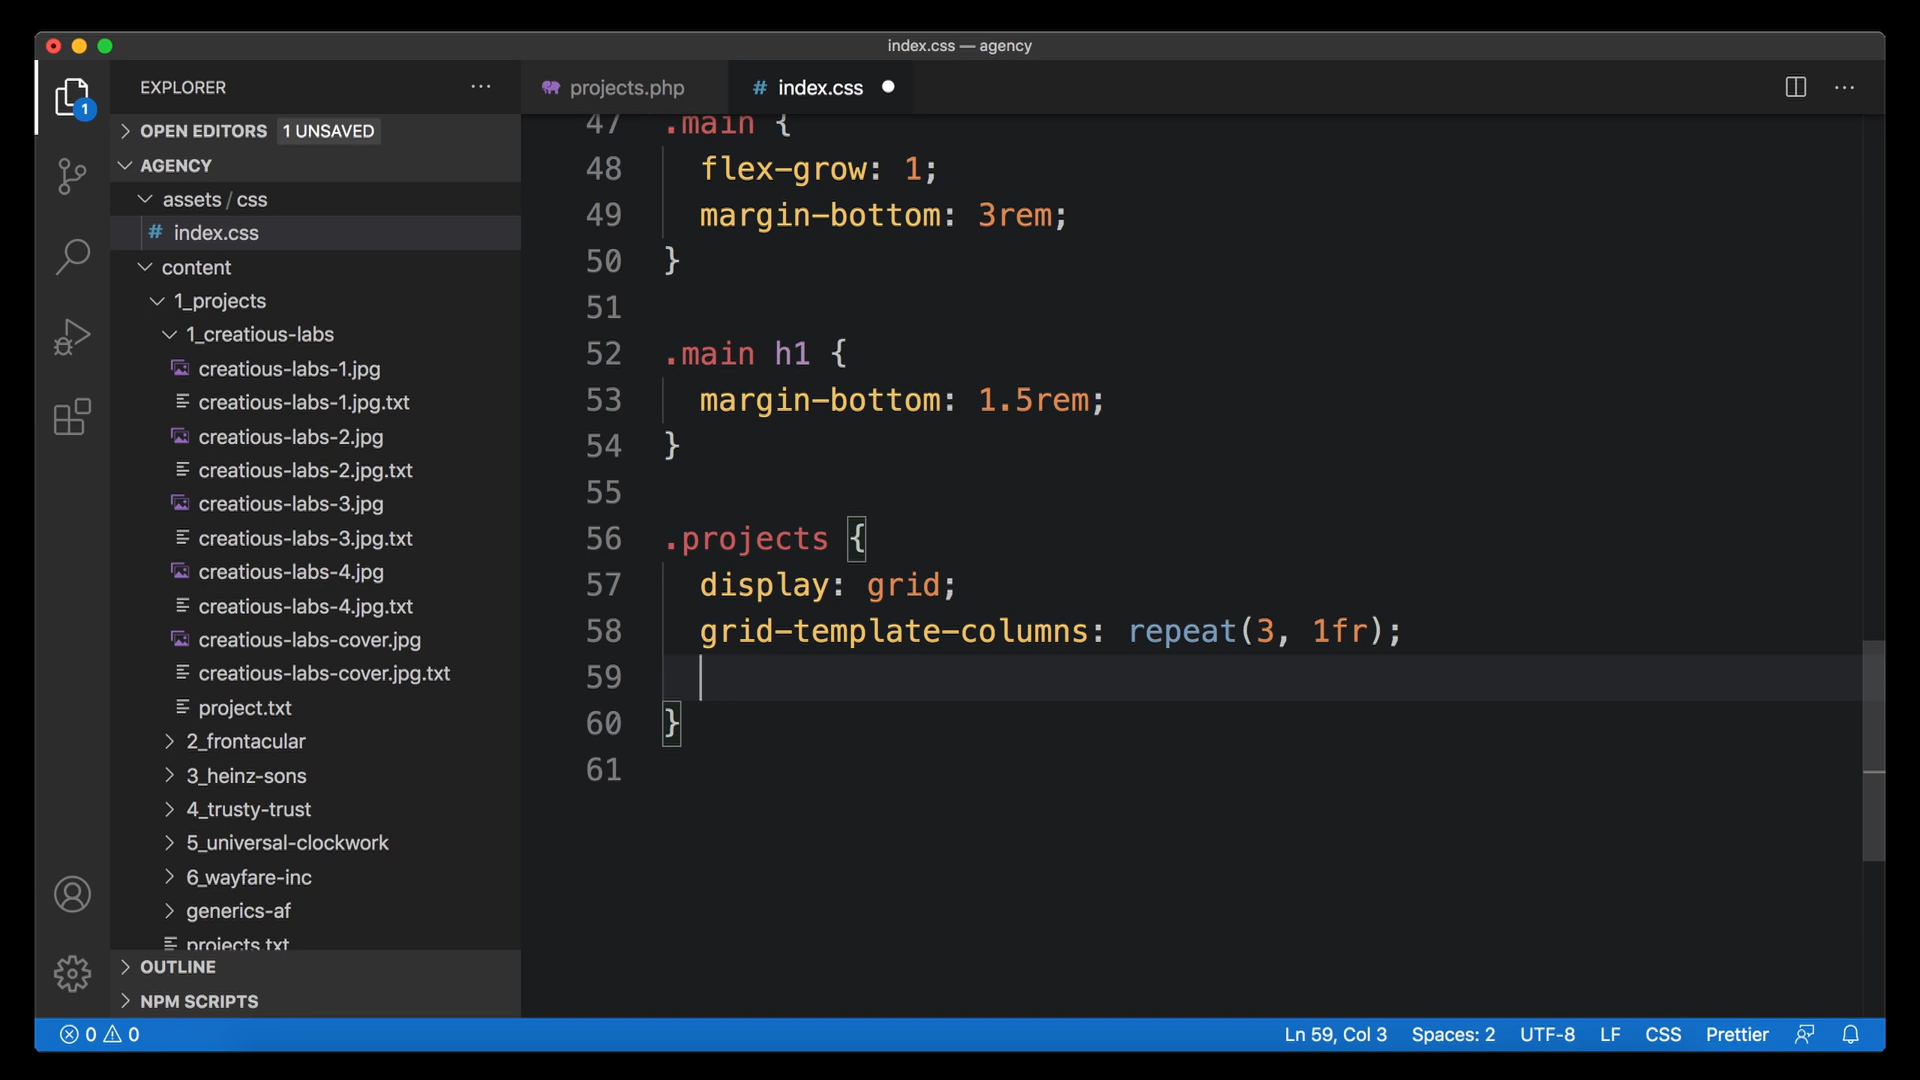 index.css — agency
EXPLORER
projects.php
# index.css
1
OPEN EDITORS 1 UNSAVED
AGENCY
assets / css
# index.css
content
1_projects
1_creatious-labs
creatious-labs-1.jpg
creatious-labs-1.jpg.txt
creatious-labs-2.jpg
creatious-labs-2.jpg.txt
creatious-labs-3.jpg
creatious-labs-3.jpg.txt
creatious-labs-4.jpg
creatious-labs-4.jpg.txt
creatious-labs-cover.jpg
creatious-labs-cover.jpg.txt
project.txt
2_frontacular
3_heinz-sons
4_trusty-trust
5_universal-clockwork
6_wayfare-inc
generics-af
projects.txt
OUTLINE
NPM SCRIPTS
47 .main {
48 flex-grow: 1;
49 margin-bottom: 3rem;
50 }
51
52 .main h1 {
53 margin-bottom: 1.5rem;
54 }
55
56 .projects {
57 display: grid;
58 grid-template-columns: repeat(3, 1fr);
59
60 }
61
0 0
Ln 59, Col 3 Spaces: 2 UTF-8 LF CSS Prettier